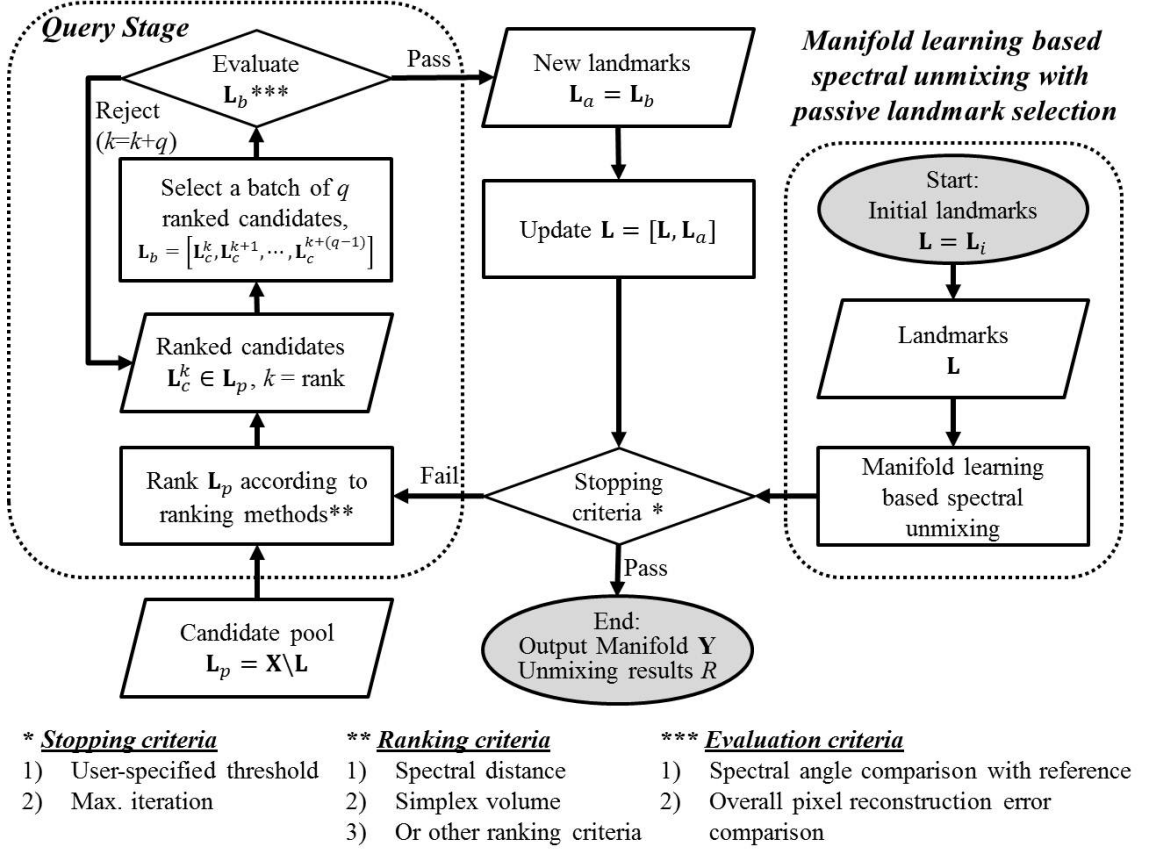 Query Stage
Evaluate
𝐋_b***
Pass
Reject
(k=k+q)
Select a batch of q
ranked candidates,
𝐋_b = [𝐋_c^k, 𝐋_c^{k+1}, ⋯, 𝐋_c^{k+(q−1)}]
Ranked candidates
𝐋_c^k ∈ 𝐋_p, k = rank
Rank 𝐋_p according to
ranking methods**
Candidate pool
𝐋_p = 𝐗\𝐋
New landmarks
𝐋_a = 𝐋_b
Update 𝐋 = [𝐋, 𝐋_a]
Fail
Stopping
criteria *
Pass
End:
Output Manifold 𝐘
Unmixing results R
Manifold learning based
spectral unmixing with
passive landmark selection
Start:
Initial landmarks
𝐋 = 𝐋_i
Landmarks
𝐋
Manifold learning
based spectral
unmixing
* Stopping criteria
1) User-specified threshold
2) Max. iteration
** Ranking criteria
1) Spectral distance
2) Simplex volume
3) Or other ranking criteria
*** Evaluation criteria
1) Spectral angle comparison with reference
2) Overall pixel reconstruction error
comparison